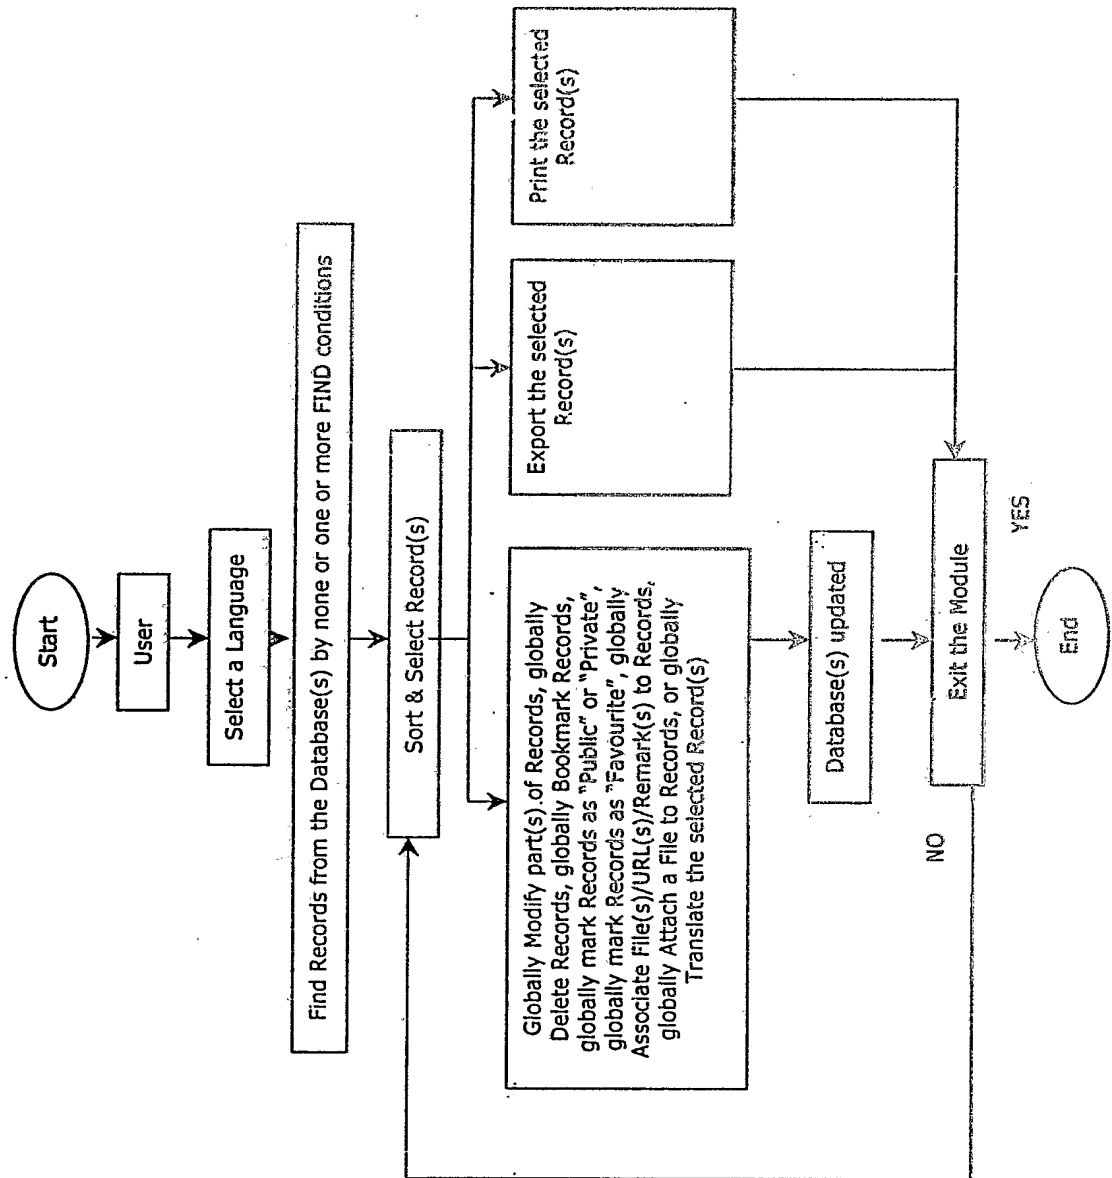 Start
User
Select a Language
Find Records from the Database(s) by none or one or more FIND conditions
Sort & Select Record(s)
Globally Modify part(s) of Records, globally
Delete Records, globally Bookmark Records,
globally mark Records as "Public" or "Private",
globally mark Records as "Favourite", globally
Associate File(s)/URL(s)/Remark(s) to Records,
globally Attach a File to Records, or globally
Translate the selected Record(s)
Export the selected
Record(s)
Print the selected
Record(s)
Database(s) updated
Exit the Module
NO
YES
End